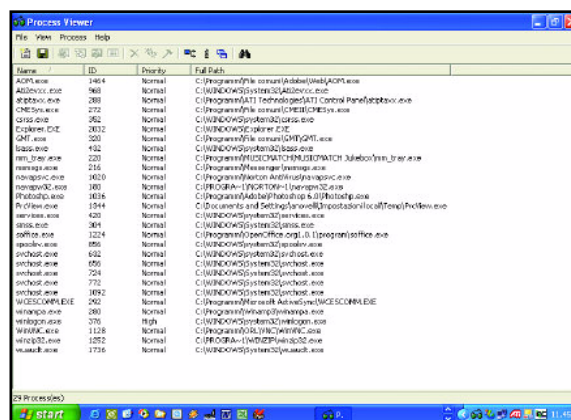 Process Viewer
File View Process Help
Name ID Priority Full Path
AOM.exe 1464 Normal C:\Programmi\File comuni\Adobe\Web\AOM.exe
Ati2evxx.exe 968 Normal C:\WINDOWS\System32\Ati2evxx.exe
atiptaxx.exe 288 Normal C:\Programmi\ATI Technologies\ATI Control Panel\atiptaxx.exe
CMESys.exe 272 Normal C:\Programmi\File comuni\CMEII\CMESys.exe
csrss.exe 352 Normal C:\WINDOWS\system32\csrss.exe
Explorer.EXE 2032 Normal C:\WINDOWS\Explorer.EXE
GMT.exe 320 Normal C:\Programmi\File comuni\GMT\GMT.exe
lsass.exe 432 Normal C:\WINDOWS\system32\lsass.exe
mm_tray.exe 220 Normal C:\Programmi\MUSICMATCH\MUSICMATCH Jukebox\mm_tray.exe
msmsgs.exe 216 Normal C:\Programmi\Messenger\msmsgs.exe
navapsvc.exe 1020 Normal C:\Programmi\Norton AntiVirus\navapsvc.exe
navapw32.exe 180 Normal C:\PROGRA~1\NORTON~1\navapw32.exe
Photoshp.exe 1036 Normal C:\Programmi\Adobe\Photoshop 6.0\Photoshp.exe
PrcView.exe 1844 Normal C:\Documents and Settings\anovelli\Impostazioni locali\Temp\PrcView.exe
services.exe 420 Normal C:\WINDOWS\system32\services.exe
smss.exe 304 Normal C:\WINDOWS\System32\smss.exe
soffice.exe 1224 Normal C:\Programmi\OpenOffice.org1.0.1\program\soffice.exe
spoolsv.exe 856 Normal C:\WINDOWS\system32\spoolsv.exe
svchost.exe 632 Normal C:\WINDOWS\system32\svchost.exe
svchost.exe 656 Normal C:\WINDOWS\System32\svchost.exe
svchost.exe 724 Normal C:\WINDOWS\System32\svchost.exe
svchost.exe 772 Normal C:\WINDOWS\System32\svchost.exe
svchost.exe 1092 Normal C:\WINDOWS\System32\svchost.exe
WCESCOMM.EXE 292 Normal C:\Programmi\Microsoft ActiveSync\WCESCOMM.EXE
winampa.exe 280 Normal C:\Programmi\Winamp3\winampa.exe
winlogon.exe 376 High C:\WINDOWS\system32\winlogon.exe
WinVNC.exe 1128 Normal C:\Programmi\ORL\VNC\WinVNC.exe
winzip32.exe 1252 Normal C:\PROGRA~1\WINZIP\winzip32.exe
wuauclt.exe 1736 Normal C:\WINDOWS\System32\wuauclt.exe
29 Process(es)
start
P.
11.45